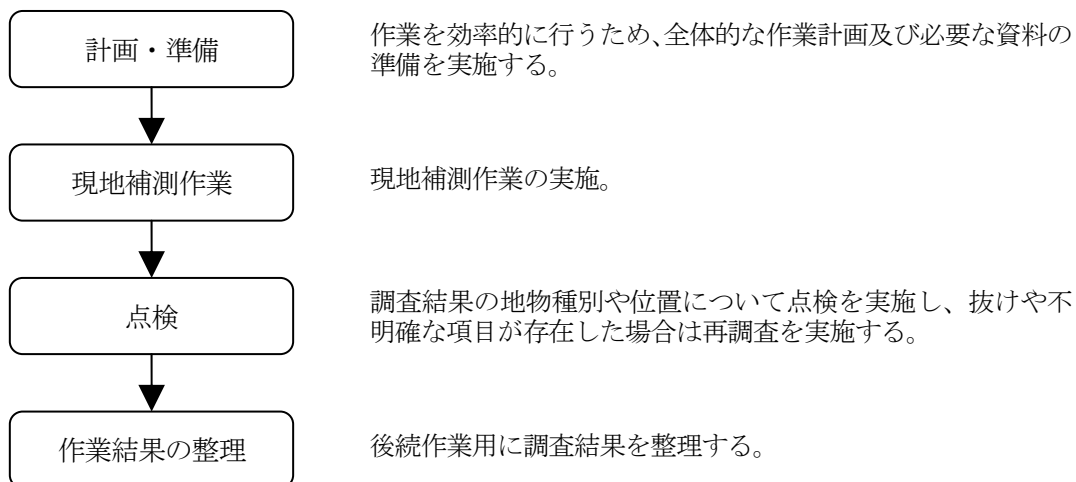 計画・準備
作業を効率的に行うため、全体的な作業計画及び必要な資料の
準備を実施する。
現地補測作業
現地補測作業の実施。
点検
調査結果の地物種別や位置について点検を実施し、抜けや不
明確な項目が存在した場合は再調査を実施する。
作業結果の整理
後続作業用に調査結果を整理する。